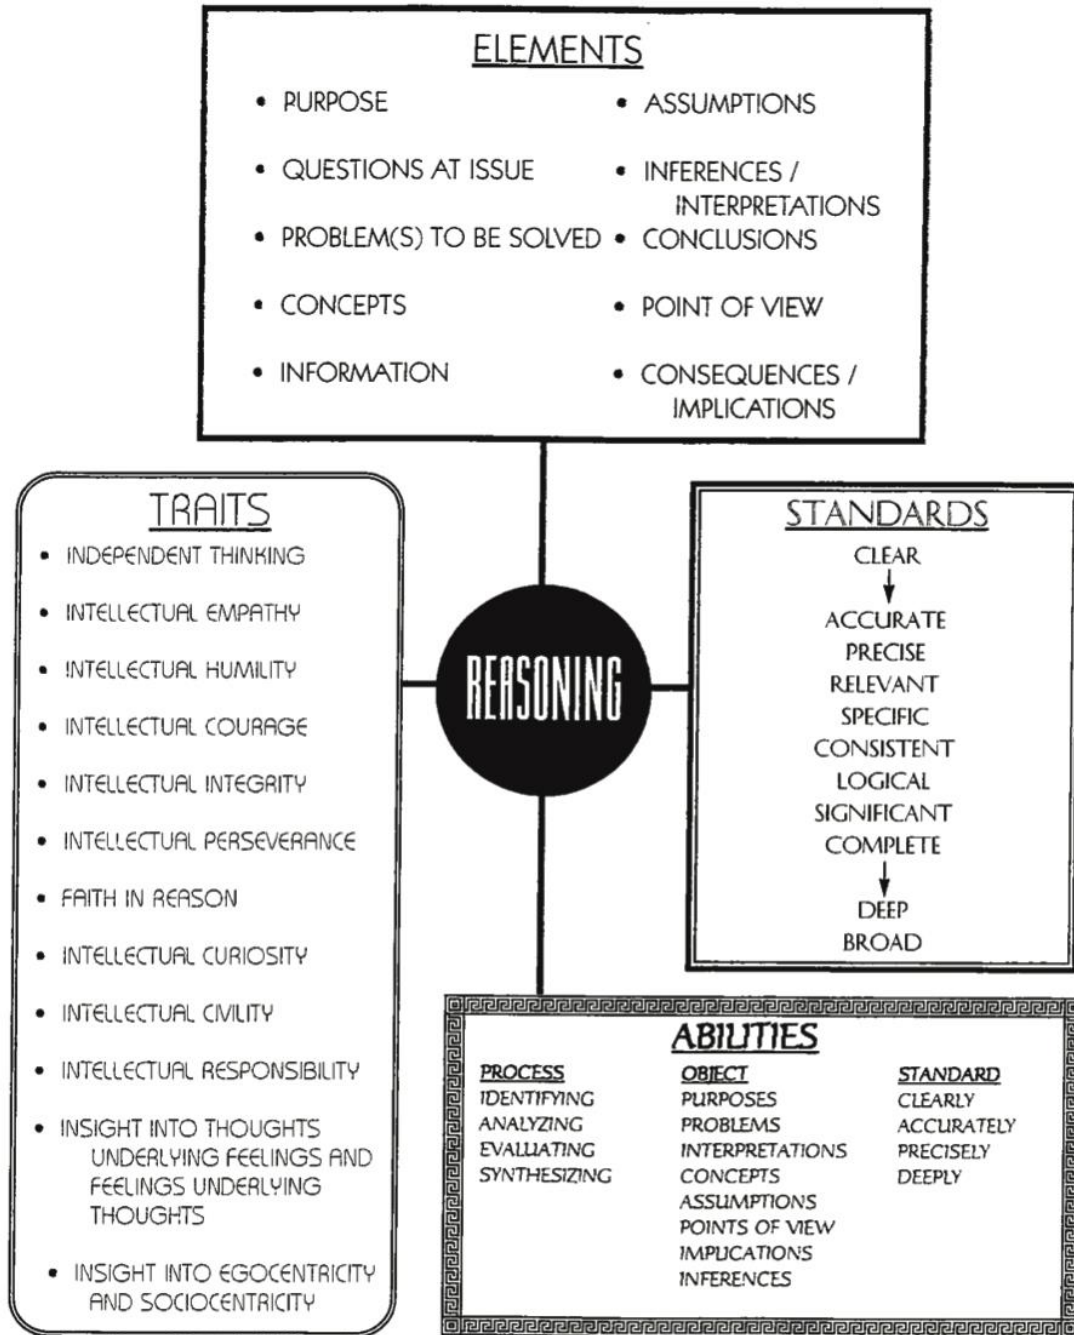 ELEMENTS
• PURPOSE
• QUESTIONS AT ISSUE
• PROBLEM(S) TO BE SOLVED
• CONCEPTS
• INFORMATION
• ASSUMPTIONS
• INFERENCES /
INTERPRETATIONS
• CONCLUSIONS
• POINT OF VIEW
• CONSEQUENCES /
IMPLICATIONS
TRAITS
• INDEPENDENT THINKING
• INTELLECTUAL EMPATHY
• INTELLECTUAL HUMILITY
• INTELLECTUAL COURAGE
• INTELLECTUAL INTEGRITY
• INTELLECTUAL PERSEVERANCE
• FAITH IN REASON
• INTELLECTUAL CURIOSITY
• INTELLECTUAL CIVILITY
• INTELLECTUAL RESPONSIBILITY
• INSIGHT INTO THOUGHTS
UNDERLYING FEELINGS AND
FEELINGS UNDERLYING
THOUGHTS
• INSIGHT INTO EGOCENTRICITY
AND SOCIOCENTRICITY
REASONING
STANDARDS
CLEAR
ACCURATE
PRECISE
RELEVANT
SPECIFIC
CONSISTENT
LOGICAL
SIGNIFICANT
COMPLETE
DEEP
BROAD
ABILITIES
PROCESS
IDENTIFYING
ANALYZING
EVALUATING
SYNTHESIZING
OBJECT
PURPOSES
PROBLEMS
INTERPRETATIONS
CONCEPTS
ASSUMPTIONS
POINTS OF VIEW
IMPLICATIONS
INFERENCES
STANDARD
CLEARLY
ACCURATELY
PRECISELY
DEEPLY